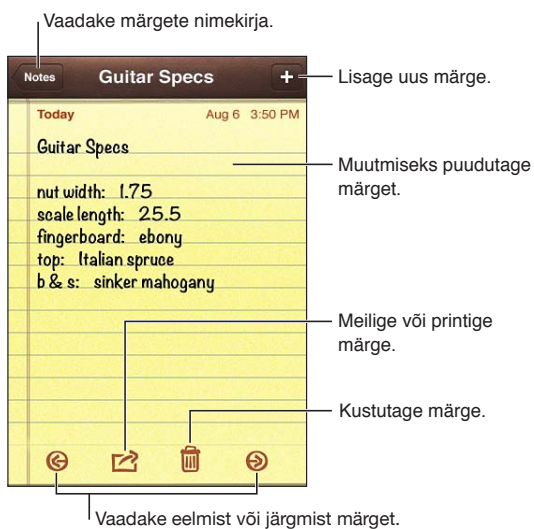 Vaadake märgete nimekirja.
Notes Guitar Specs +
Lisage uus märge.
Today Aug 6 3:50 PM
Guitar Specs
Muutmiseks puudutage
märget.
nut width: 1.75
scale length: 25.5
fingerboard: ebony
top: Italian spruce
b & s: sinker mahogany
Meilige või printige
märge.
Kustutage märge.
Vaadake eelmist või järgmist märget.